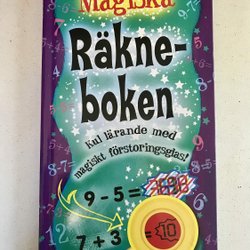 Magiska
Räkne-
boken
Kul lärande med
magiskt förstoringsglas!
9 - 5 =
7 + 3 = 10